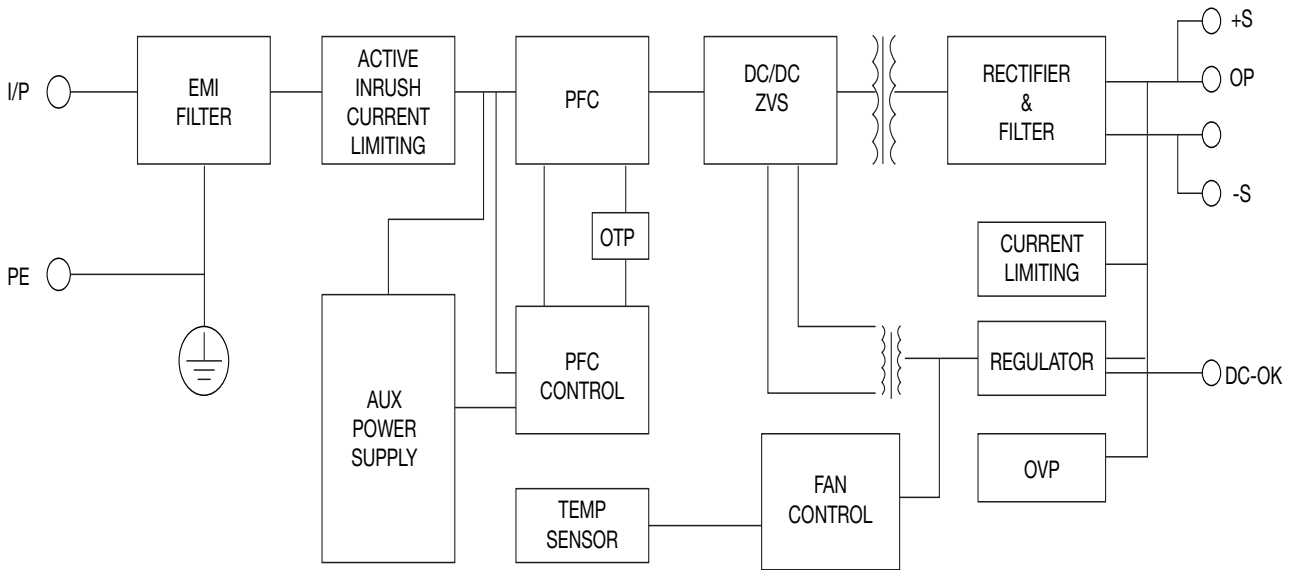 I/P
EMI
FILTER
ACTIVE
INRUSH
CURRENT
LIMITING
PFC
DC/DC
ZVS
RECTIFIER
&
FILTER
+S
OP
-S
OTP
PE
CURRENT
LIMITING
PFC
CONTROL
REGULATOR
DC-OK
AUX
POWER
SUPPLY
OVP
FAN
CONTROL
TEMP
SENSOR